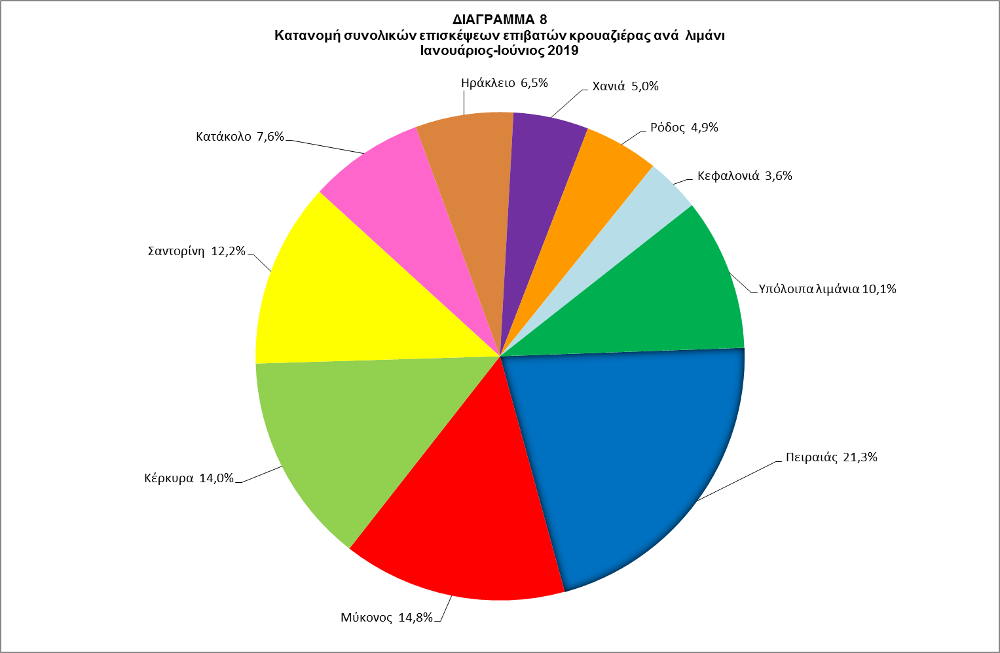 ΔΙΑΓΡΑΜΜΑ 8
Κατανομή συνολικών επισκέψεων επιβατών κρουαζιέρας ανά λιμάνι
Ιανουάριος-Ιούνιος 2019
Ηράκλειο 6,5%
Χανιά 5,0%
Ρόδος 4,9%
Κατάκολο 7,6%
Κεφαλονιά 3,6%
Σαντορίνη 12,2%
Υπόλοιπα λιμάνια 10,1%
Πειραιάς 21,3%
Κέρκυρα 14,0%
Μύκονος 14,8%